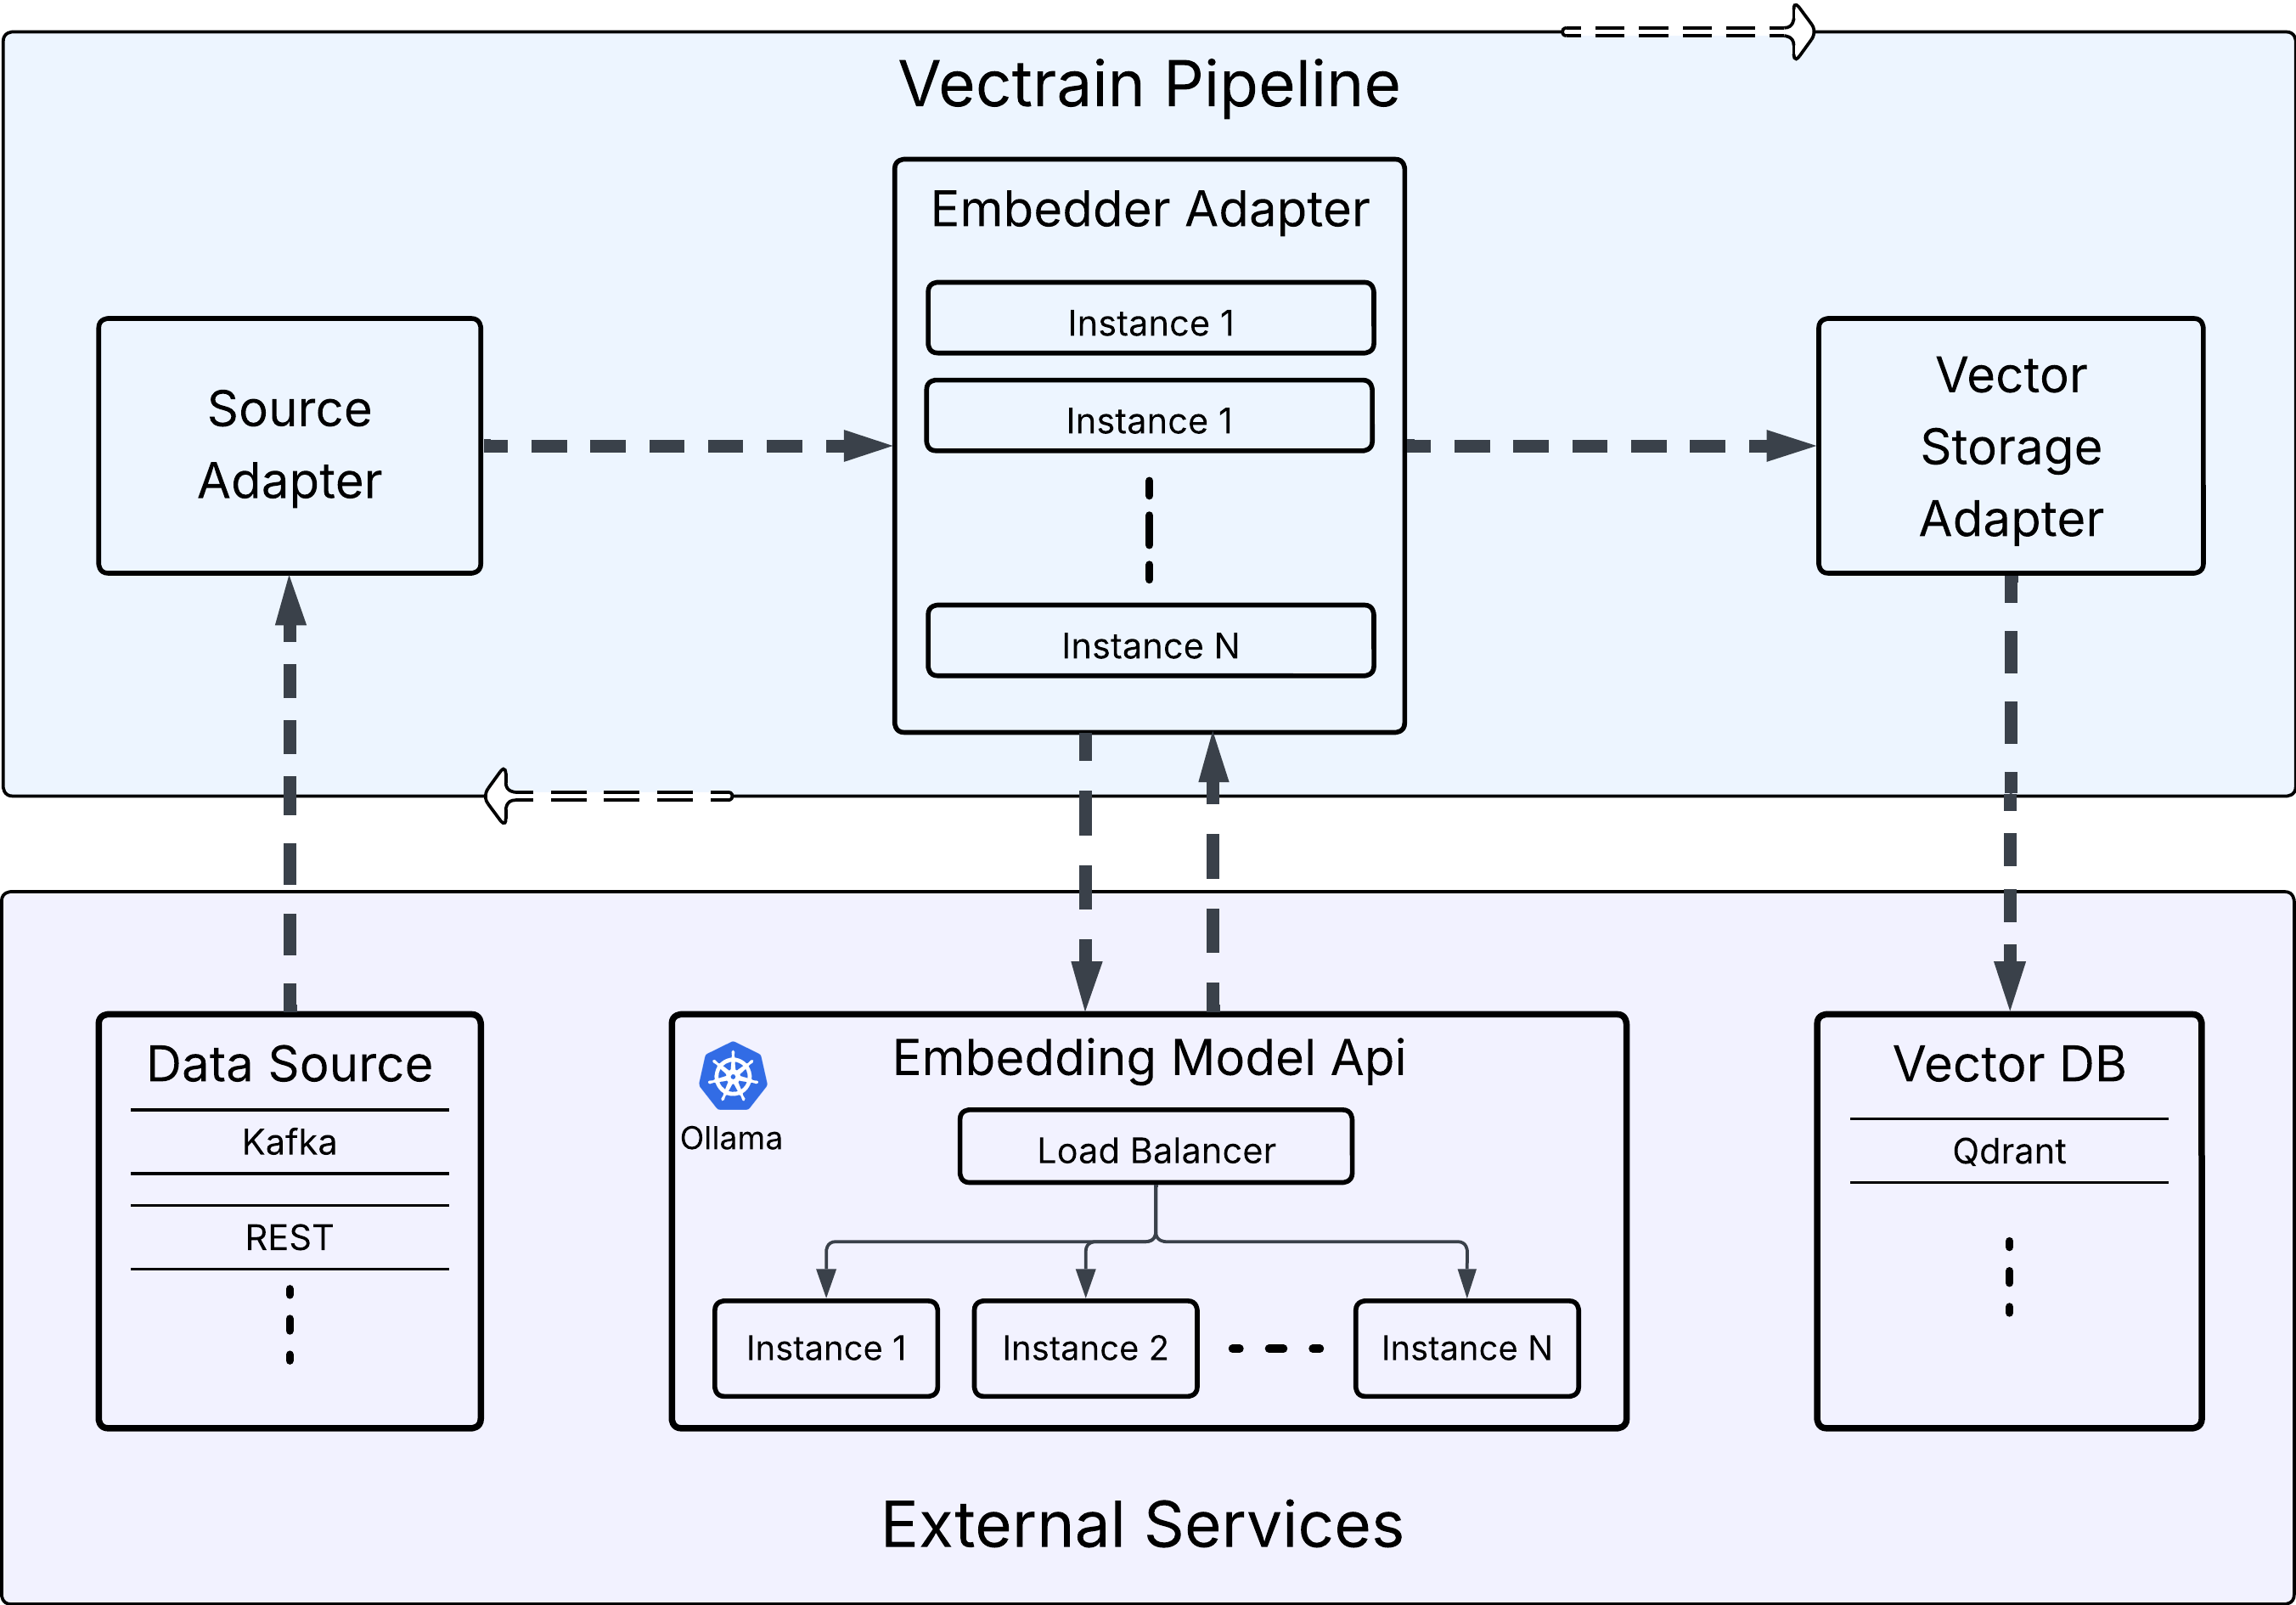 Vectrain Pipeline
Embedder Adapter
Instance 1
Instance 1
Instance N
Source
Adapter
Vector
Storage
Adapter
Data Source
Kafka
REST
Ollama
Embedding Model Api
Load Balancer
Instance 1
Instance 2
Instance N
Vector DB
Qdrant
External Services